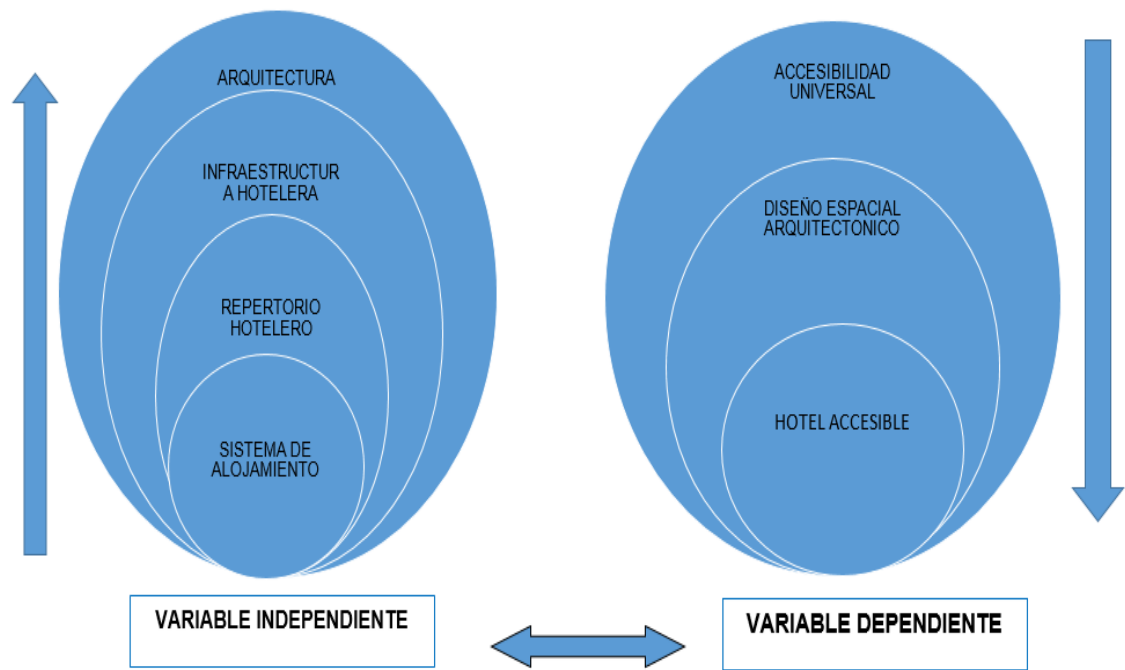 ARQUITECTURA
INFRAESTRUCTUR
A HOTELERA
REPERTORIO
HOTELERO
SISTEMA DE
ALOJAMIENTO
VARIABLE INDEPENDIENTE
ACCESIBILIDAD
UNIVERSAL
DISEÑO ESPACIAL
ARQUITECTONICO
HOTEL ACCESIBLE
VARIABLE DEPENDIENTE